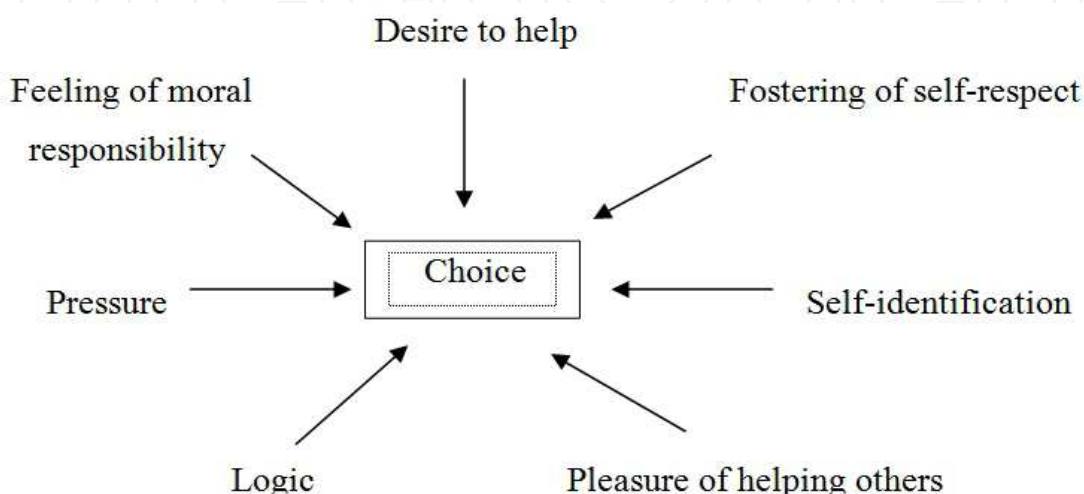 Desire to help
Feeling of moral
responsibility
Fostering of self-respect
Choice
Pressure
Self-identification
Logic
Pleasure of helping others